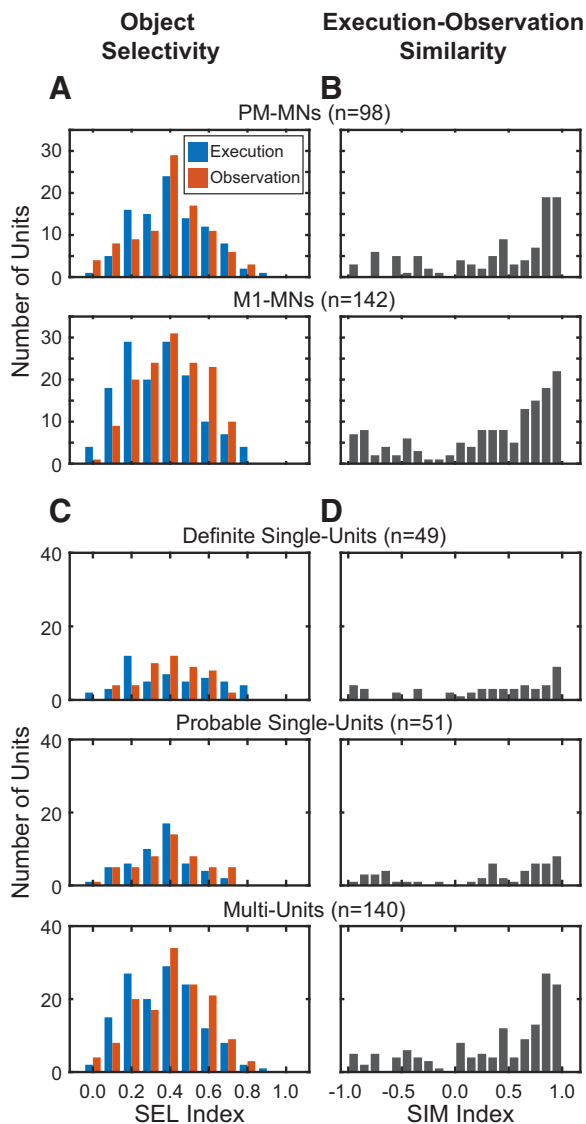 Object Selectivity
Execution-Observation Similarity
A
B
PM-MNs (n=98)
30
20
10
0
Execution
Observation
Number of Units
M1-MNs (n=142)
30
20
10
0
C
D
Definite Single-Units (n=49)
40
20
0
Probable Single-Units (n=51)
40
20
0
Number of Units
Multi-Units (n=140)
40
20
0
0.0 0.2 0.4 0.6 0.8 1.0
-1.0 -0.5 0.0 0.5 1.0
SEL Index
SIM Index